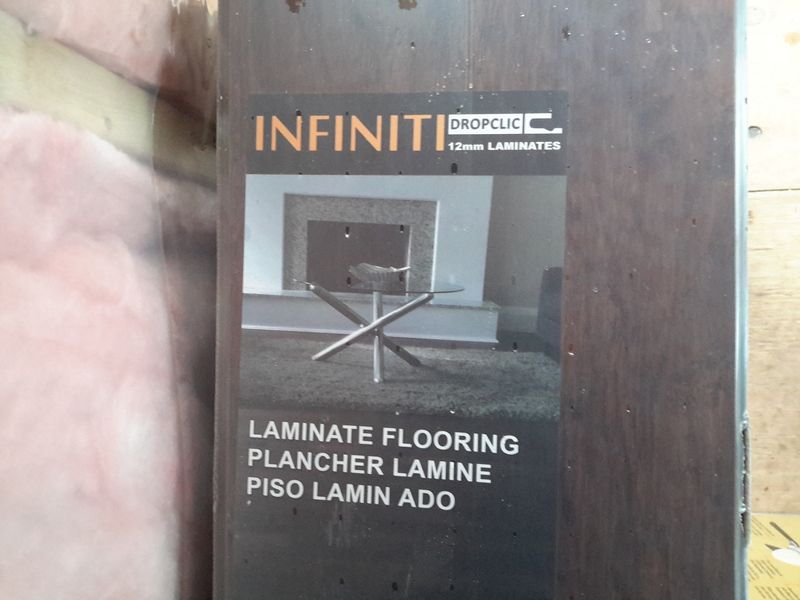 INFINITI DROPCLIC
12mm LAMINATES
LAMINATE FLOORING
PLANCHER LAMINE
PISO LAMIN ADO